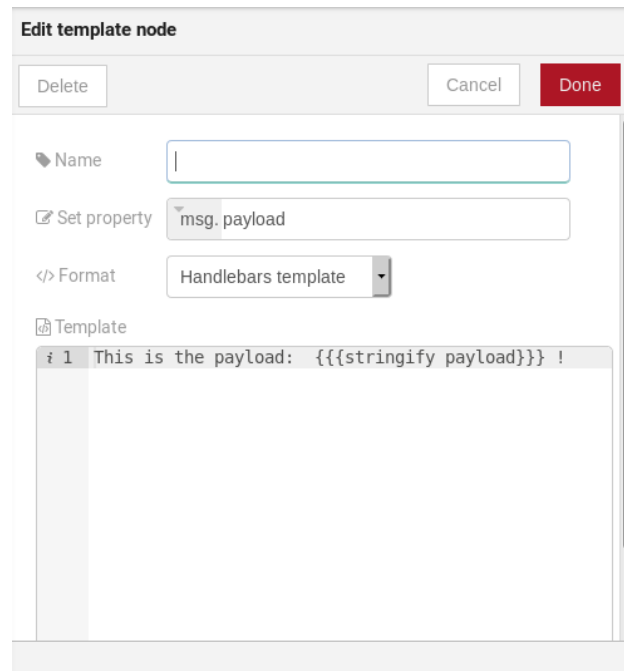 Edit template node
Delete Cancel Done
Name
Set property msg. payload
</> Format Handlebars template
Template
i 1 This is the payload:  {{{stringify payload}}} !